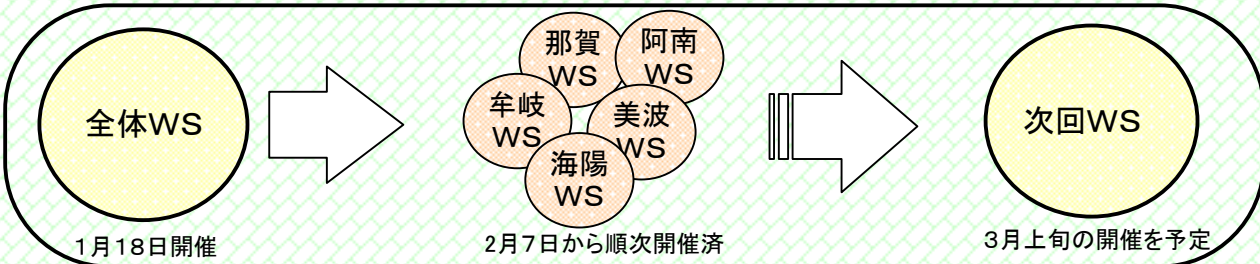 全体WS
1月18日開催
那賀
WS
阿南
WS
牟岐
WS
美波
WS
海陽
WS
2月7日から順次開催済
次回WS
3月上旬の開催を予定